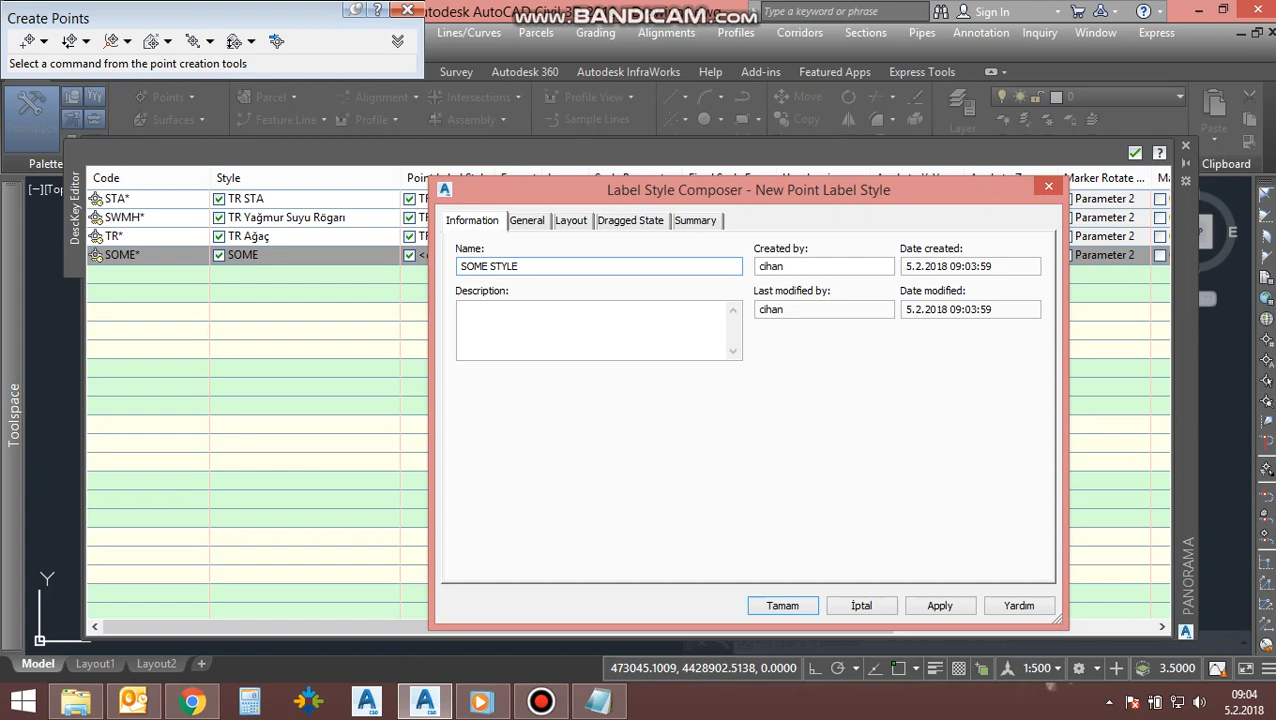 Create Points
Autodesk AutoCAD Civil 3D
www.BANDICAM.com
Type a keyword or phrase
Sign In
Lines/Curves Parcels Grading Alignments Profiles Corridors Sections Pipes Annotation Inquiry Window Express
Select a command from the point creation tools
Survey Autodesk 360 Autodesk InfraWorks Help Add-ins Featured Apps Express Tools
Points Parcel Alignment Intersections Profile View Move 0
Surfaces Feature Line Profile Assembly Sample Lines Copy Layer Paste
Palette Clipboard
[−][Top
DescKey Editor
Code Style
STA* TR STA Parameter 2
SWMH* TR Yağmur Suyu Rögarı Parameter 2
TR* TR Ağaç Parameter 2
SOME* SOME Parameter 2
Marker Rotate ...
Label Style Composer - New Point Label Style
Information General Layout Dragged State Summary
Name: Created by: Date created:
SOME STYLE cihan 5.2.2018 09:03:59
Description: Last modified by: Date modified:
cihan 5.2.2018 09:03:59
Tamam İptal Apply Yardım
Toolspace
PANORAMA
E
Y
Model Layout1 Layout2 +
473045.1009, 4428902.5138, 0.0000 1:500 3.5000
09:04
5.2.2018